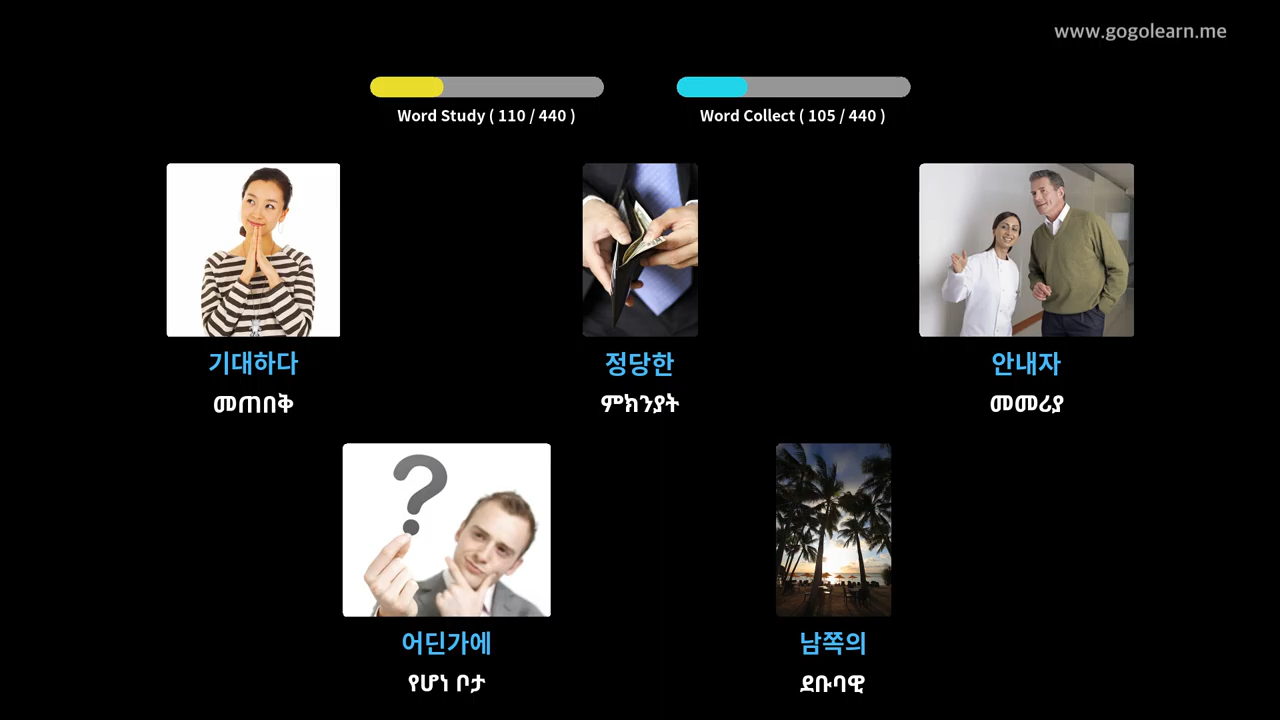 www.gogolearn.me
Word Study ( 110 / 440 )
Word Collect ( 105 / 440 )
기대하다
정당한
안내자
መጠበቅ
ምክንያት
መመሪያ
?
어딘가에
남쪽의
የሆነ ቦታ
ደቡባዊ